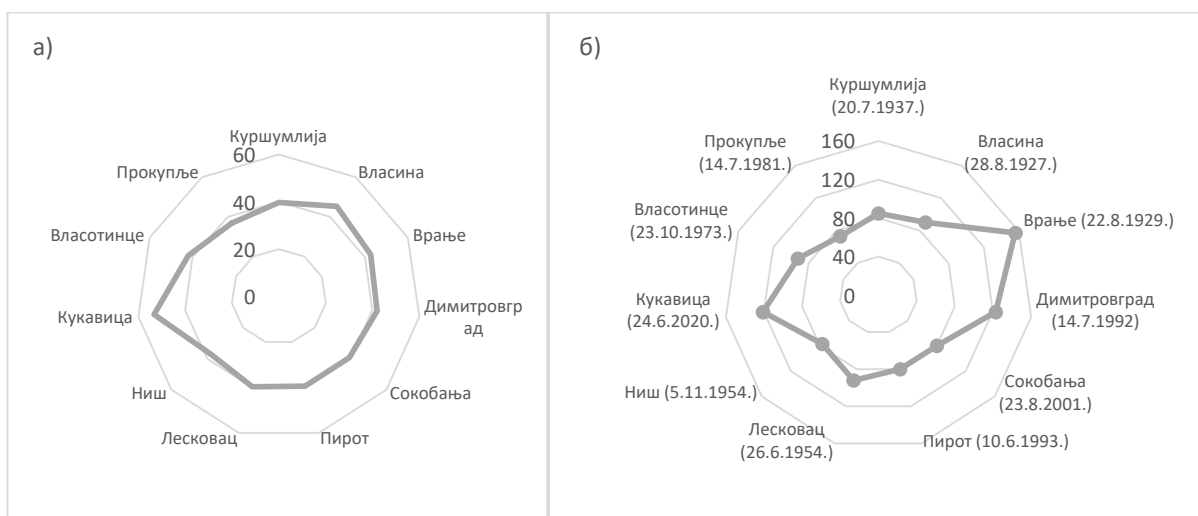 а)
Куршумлија
60
Прокупље
Власина
40
Власотинце
Врање
20
0
Кукавица
Димитровгр
ад
Ниш
Сокобања
Лесковац
Пирот
б)
Куршумлија
(20.7.1937.)
160
Прокупље
(14.7.1981.)
Власина
(28.8.1927.)
120
Власотинце
(23.10.1973.)
80
Врање (22.8.1929.)
40
0
Кукавица
(24.6.2020.)
Димитровград
(14.7.1992)
Ниш (5.11.1954.)
Сокобања
(23.8.2001.)
Лесковац
(26.6.1954.)
Пирот (10.6.1993.)